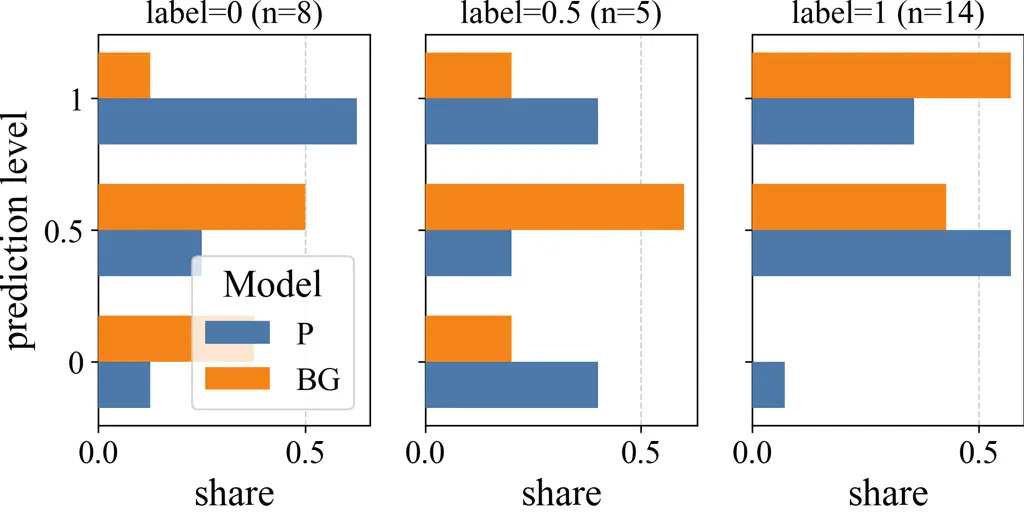 label=0 (n=8)
label=0.5 (n=5)
label=1 (n=14)
prediction level
1
0.5
0
Model
P
BG
0.0
0.5
0.0
0.5
0.0
0.5
share
share
share